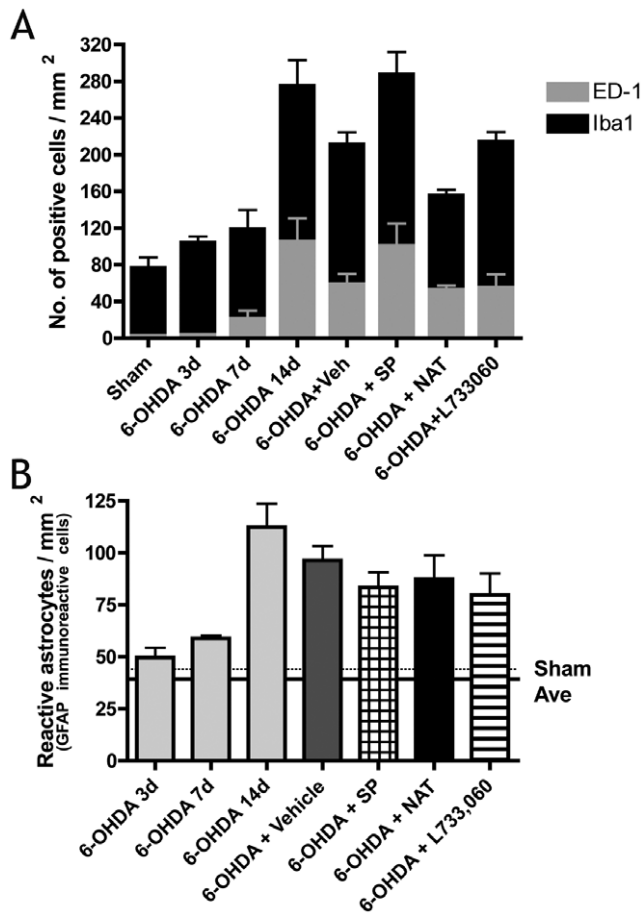 A
No. of positive cells / mm 2
320
280
240
200
160
120
80
40
0
ED-1
Iba1
Sham
6-OHDA 3d
6-OHDA 7d
6-OHDA 14d
6-OHDA+Veh
6-OHDA + SP
6-OHDA + NAT
6-OHDA+L733060
B
Reactive astrocytes / mm 2
(GFAP immunoreactive cells)
125
100
75
50
25
0
Sham
Ave
6-OHDA 3d
6-OHDA 7d
6-OHDA 14d
6-OHDA + Vehicle
6-OHDA + SP
6-OHDA + NAT
6-OHDA + L733,060